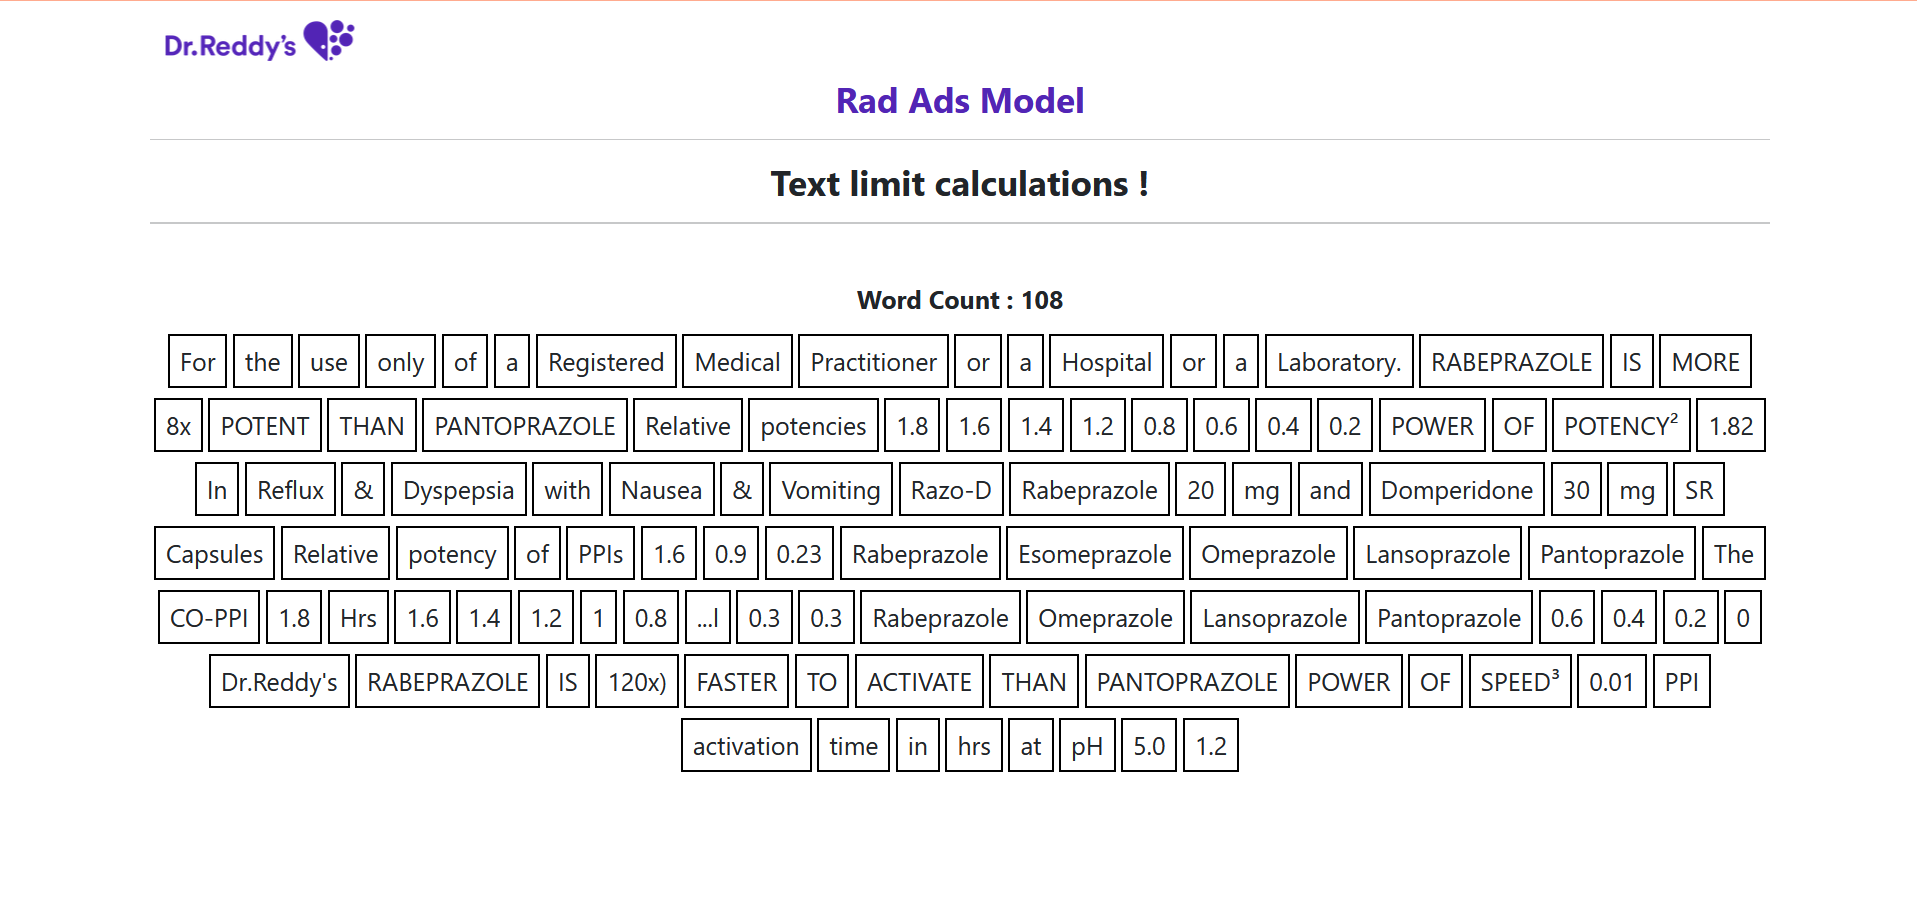 Dr.Reddy's
Rad Ads Model
Text limit calculations !
Word Count : 108
For the use only of a Registered Medical Practitioner or a Hospital or a Laboratory. RABEPRAZOLE IS MORE
8x POTENT THAN PANTOPRAZOLE Relative potencies 1.8 1.6 1.4 1.2 0.8 0.6 0.4 0.2 POWER OF POTENCY² 1.82
In Reflux & Dyspepsia with Nausea & Vomiting Razo-D Rabeprazole 20 mg and Domperidone 30 mg SR
Capsules Relative potency of PPIs 1.6 0.9 0.23 Rabeprazole Esomeprazole Omeprazole Lansoprazole Pantoprazole The
CO-PPI 1.8 Hrs 1.6 1.4 1.2 1 0.8 ...l 0.3 0.3 Rabeprazole Omeprazole Lansoprazole Pantoprazole 0.6 0.4 0.2 0
Dr.Reddy's RABEPRAZOLE IS 120x) FASTER TO ACTIVATE THAN PANTOPRAZOLE POWER OF SPEED³ 0.01 PPI
activation time in hrs at pH 5.0 1.2